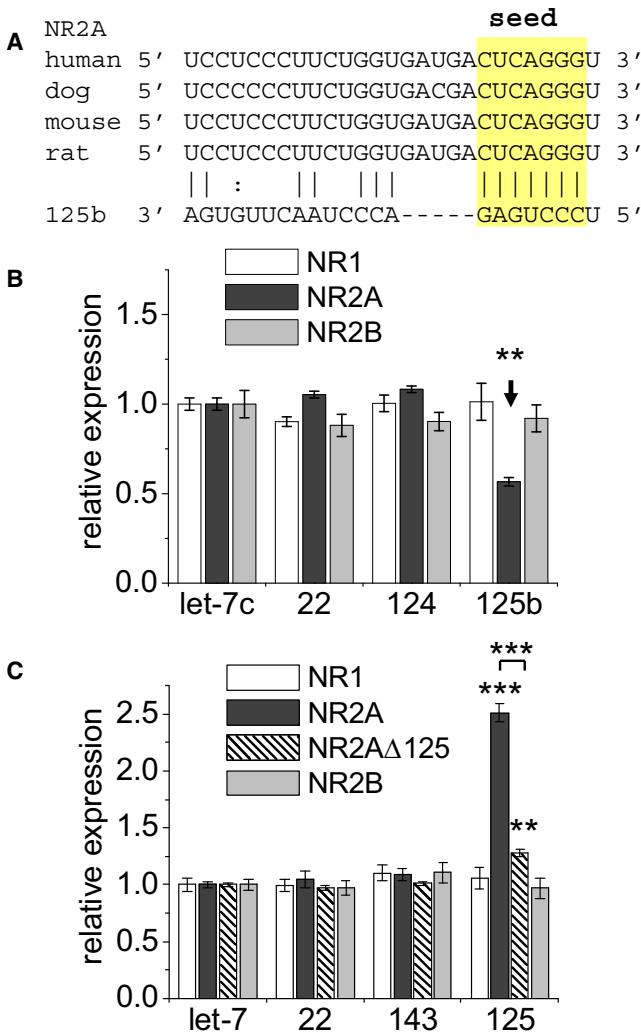 A
NR2A seed
human 5' UCCUCCCUUCUGGUGAUGACUCAGGGU 3'
dog 5' UCCCCCCUUCUGGUGACGACUCAGGGU 3'
mouse 5' UCCUCCCUUCUGGUGAUGACUCAGGGU 3'
rat 5' UCCUCCCUUCUGGUGAUGACUCAGGGU 3'
|| : || ||| |||||||
125b 3' AGUGUUCAAUCCCA-----GAGUCCCU 5'
B
NR1
NR2A
NR2B
relative expression
1.5
1.0
0.5
0.0
**
let-7c 22 124 125b
C
NR1
NR2A
NR2AΔ125
NR2B
relative expression
2.5
2.0
1.5
1.0
0.5
0.0
***
***
**
let-7 22 143 125